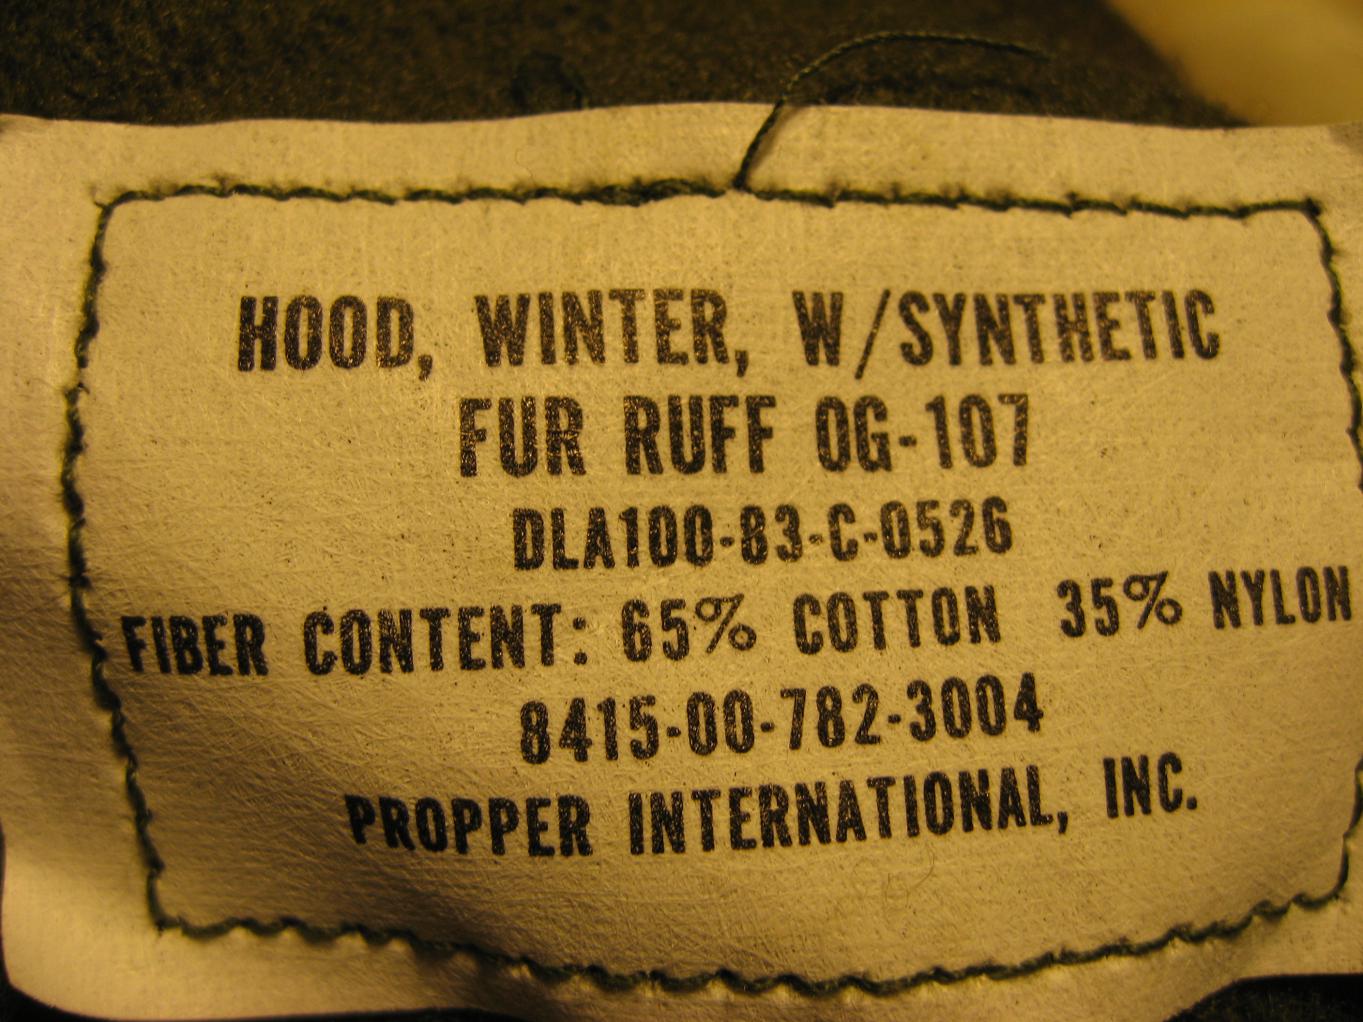 HOOD, WINTER, W/SYNTHETIC
FUR RUFF OG-107
DLA100-83-C-0526
FIBER CONTENT: 65% COTTON 35% NYLON
8415-00-782-3004
PROPPER INTERNATIONAL, INC.